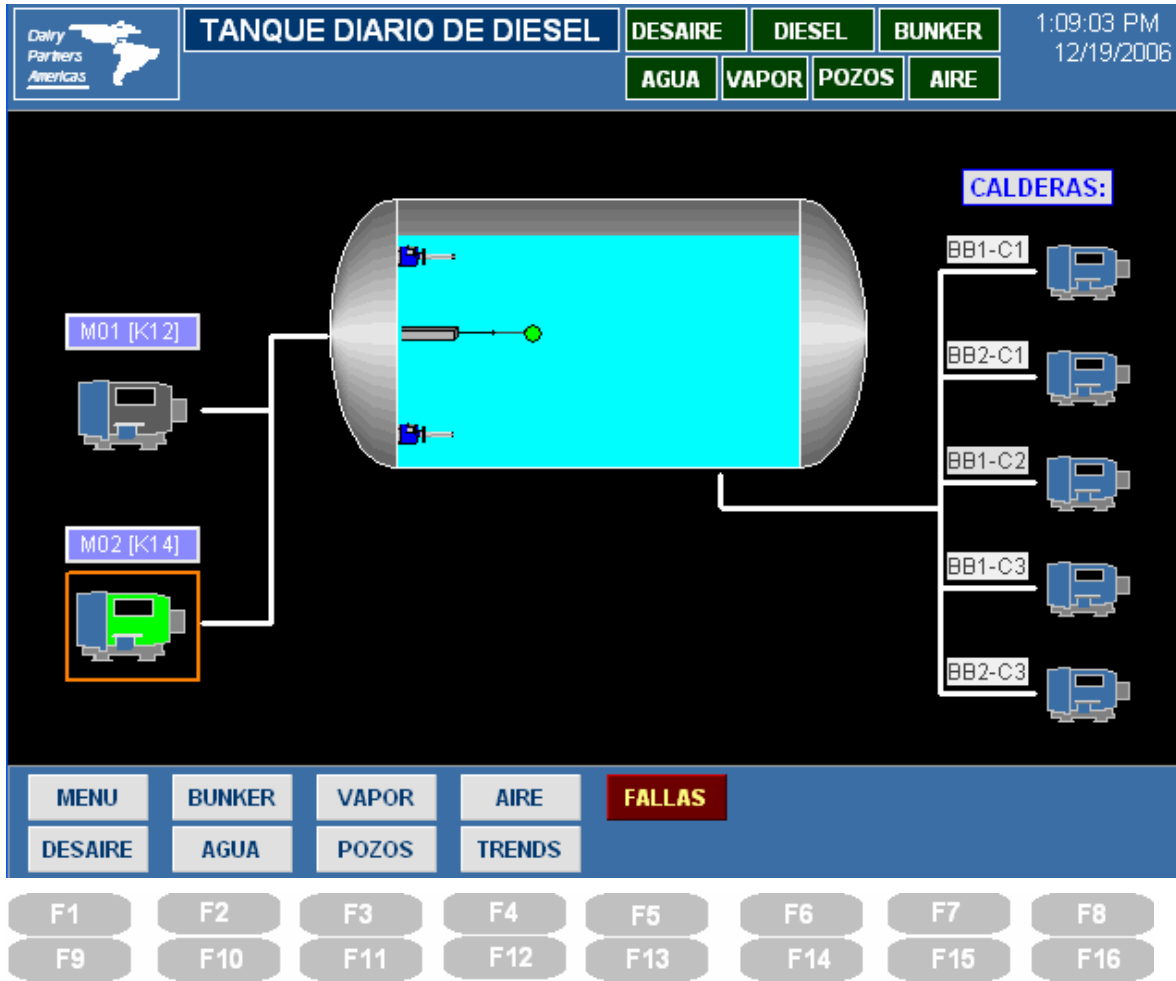 Dairy
Partners
Americas
TANQUE DIARIO DE DIESEL
DESAIRE DIESEL BUNKER
AGUA VAPOR POZOS AIRE
1:09:03 PM
12/19/2006
CALDERAS:
BB1-C1
M01 [K12]
BB2-C1
BB1-C2
M02 [K14]
BB1-C3
BB2-C3
MENU BUNKER VAPOR AIRE FALLAS
DESAIRE AGUA POZOS TRENDS
F1 F2 F3 F4 F5 F6 F7 F8
F9 F10 F11 F12 F13 F14 F15 F16